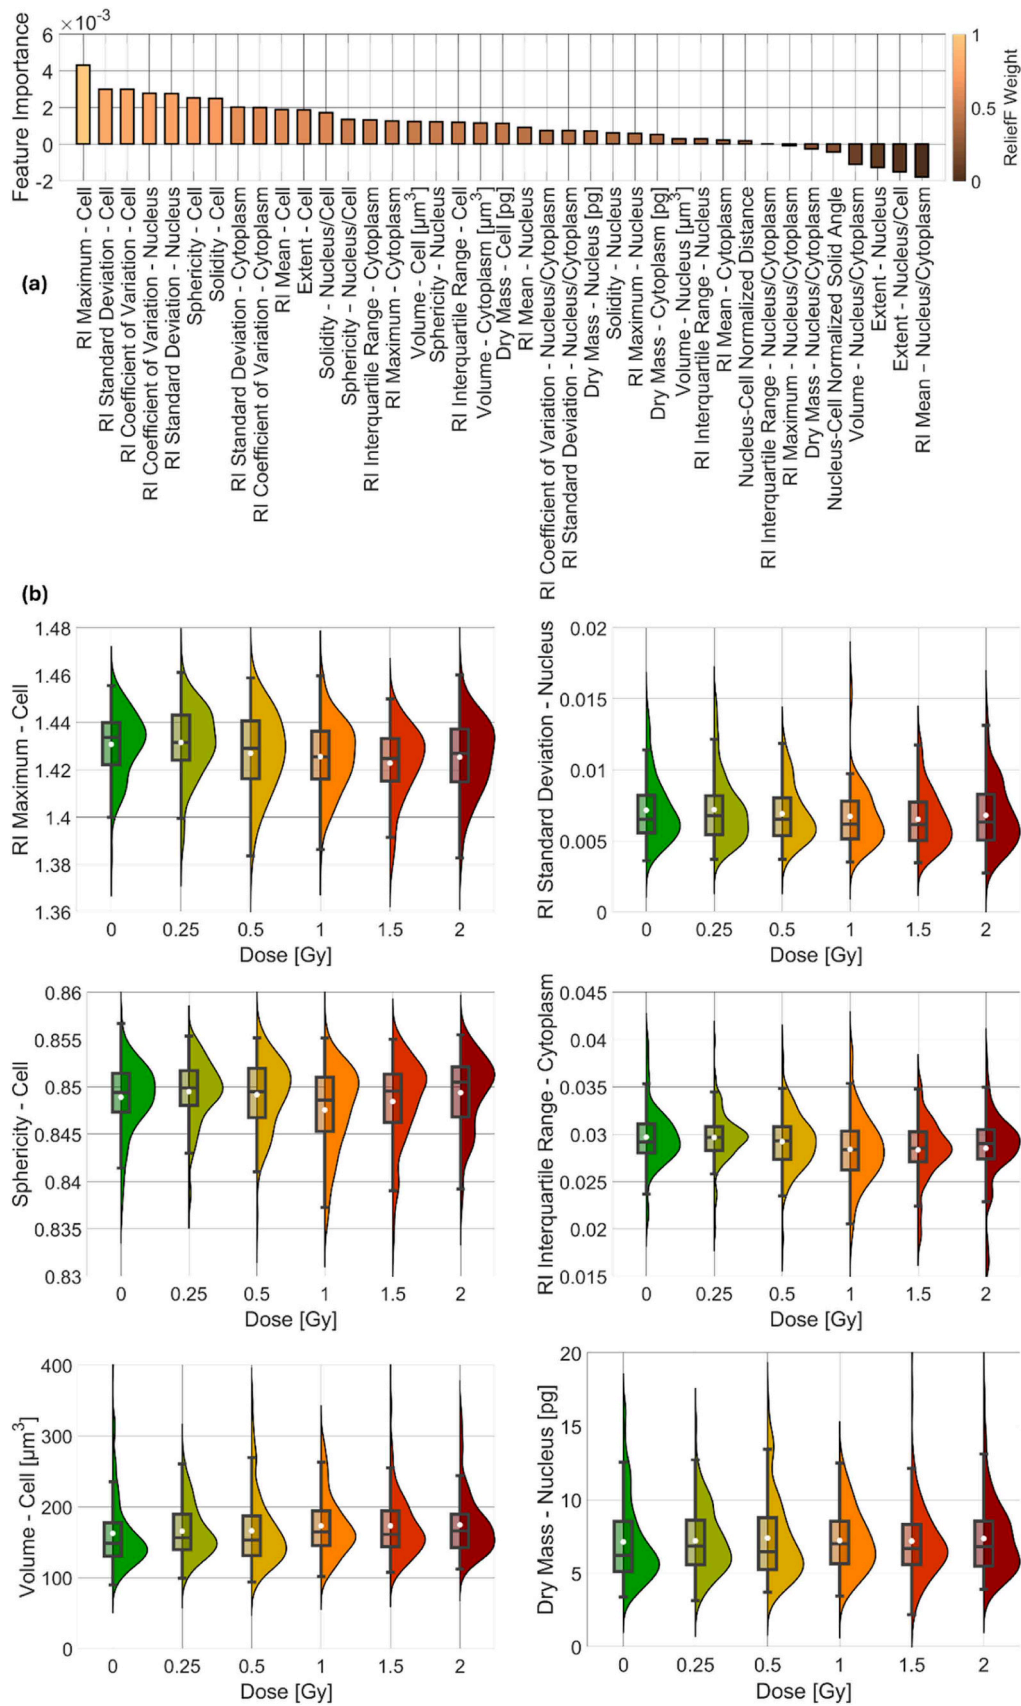 ×10⁻³
6
4
2
0
-2
Feature Importance
1
0.5
0
ReliefF Weight
RI Maximum - Cell
RI Standard Deviation - Cell
RI Coefficient of Variation - Cell
RI Coefficient of Variation - Nucleus
RI Standard Deviation - Nucleus
Sphericity - Cell
Solidity - Cell
RI Standard Deviation - Cytoplasm
RI Coefficient of Variation - Cytoplasm
RI Mean - Cell
Extent - Cell
Solidity - Nucleus/Cell
Sphericity - Nucleus/Cell
RI Interquartile Range - Cytoplasm
RI Maximum - Cytoplasm
Volume - Cell [µm³]
Sphericity - Nucleus
RI Interquartile Range - Cell
Volume - Cytoplasm [µm³]
Dry Mass - Cell [pg]
RI Mean - Nucleus
RI Coefficient of Variation - Nucleus/Cytoplasm
RI Standard Deviation - Nucleus/Cytoplasm
Dry Mass - Nucleus [pg]
Solidity - Nucleus
RI Maximum - Nucleus
Dry Mass - Cytoplasm [pg]
Volume - Nucleus [µm³]
RI Interquartile Range - Nucleus
RI Mean - Cytoplasm
Nucleus-Cell Normalized Distance
RI Interquartile Range - Nucleus/Cytoplasm
RI Maximum - Nucleus/Cytoplasm
Dry Mass - Nucleus/Cytoplasm
Nucleus-Cell Normalized Solid Angle
Volume - Nucleus/Cytoplasm
Extent - Nucleus
Extent - Nucleus/Cell
RI Mean – Nucleus/Cytoplasm
(a)
(b)
1.48
1.46
1.44
1.42
1.4
1.38
1.36
RI Maximum - Cell
0 0.25 0.5 1 1.5 2
Dose [Gy]
0.02
0.015
0.01
0.005
0
RI Standard Deviation - Nucleus
0 0.25 0.5 1 1.5 2
Dose [Gy]
0.86
0.855
0.85
0.845
0.84
0.835
0.83
Sphericity - Cell
0 0.25 0.5 1 1.5 2
Dose [Gy]
0.045
0.04
0.035
0.03
0.025
0.02
0.015
RI Interquartile Range - Cytoplasm
0 0.25 0.5 1 1.5 2
Dose [Gy]
400
300
200
100
0
Volume - Cell [µm³]
0 0.25 0.5 1 1.5 2
Dose [Gy]
20
15
10
5
0
Dry Mass - Nucleus [pg]
0 0.25 0.5 1 1.5 2
Dose [Gy]